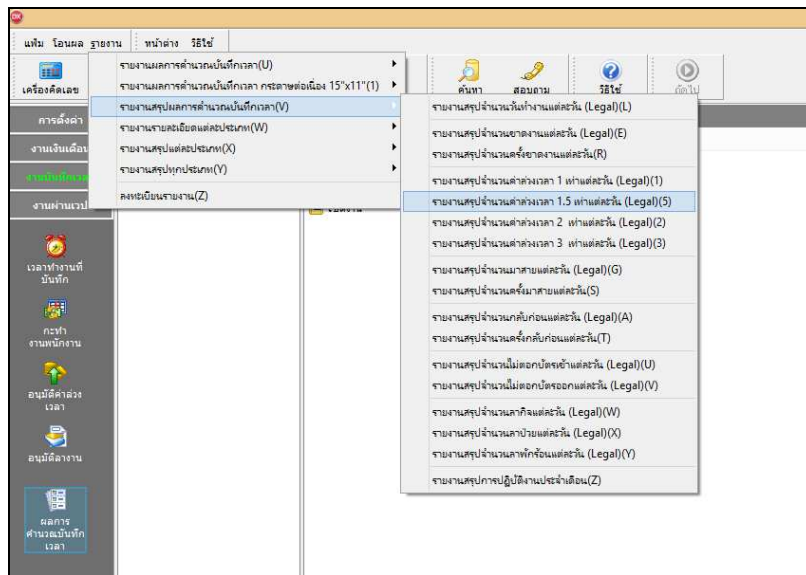 แฟ้ม โอนผล รายงาน หน้าต่าง วิธีใช้
เครื่องคิดเลข
ค้นหา
สอบถาม
วิธีใช้
ถัดไป
รายงานผลการคำนวณบันทึกเวลา(U)
รายงานผลการคำนวณบันทึกเวลา กระดาษต่อเนื่อง 15"x11"(1)
รายงานสรุปผลการคำนวณบันทึกเวลา(V)
รายงานรายละเอียดแต่ละประเภท(W)
รายงานสรุปแต่ละประเภท(X)
รายงานสรุปทุกประเภท(Y)
ลงทะเบียนรายงาน(Z)
รายงานสรุปจำนวนวันทำงานแต่ละวัน (Legal)(L)
รายงานสรุปจำนวนขาดงานแต่ละวัน (Legal)(E)
รายงานสรุปจำนวนครั้งขาดงานแต่ละวัน(R)
รายงานสรุปจำนวนค่าล่วงเวลา 1 เท่าแต่ละวัน (Legal)(1)
รายงานสรุปจำนวนค่าล่วงเวลา 1.5 เท่าแต่ละวัน (Legal)(5)
รายงานสรุปจำนวนค่าล่วงเวลา 2 เท่าแต่ละวัน (Legal)(2)
รายงานสรุปจำนวนค่าล่วงเวลา 3 เท่าแต่ละวัน (Legal)(3)
รายงานสรุปจำนวนมาสายแต่ละวัน (Legal)(G)
รายงานสรุปจำนวนครั้งมาสายแต่ละวัน(S)
รายงานสรุปจำนวนกลับก่อนแต่ละวัน (Legal)(A)
รายงานสรุปจำนวนครั้งกลับก่อนแต่ละวัน(T)
รายงานสรุปจำนวนไม่ตอกบัตรเข้าแต่ละวัน (Legal)(U)
รายงานสรุปจำนวนไม่ตอกบัตรออกแต่ละวัน (Legal)(V)
รายงานสรุปจำนวนลากิจแต่ละวัน (Legal)(W)
รายงานสรุปจำนวนลาป่วยแต่ละวัน (Legal)(X)
รายงานสรุปจำนวนลาพักร้อนแต่ละวัน (Legal)(Y)
รายงานสรุปการปฏิบัติงานประจำเดือน(Z)
การตั้งค่า
งานเงินเดือน
งานบันทึกเวลา
งานผ่านเวป
เวลาทำงานที่
บันทึก
กะทำ
งานพนักงาน
อนุมัติค่าล่วง
เวลา
อนุมัติลางาน
ผลการ
คำนวณบันทึก
เวลา